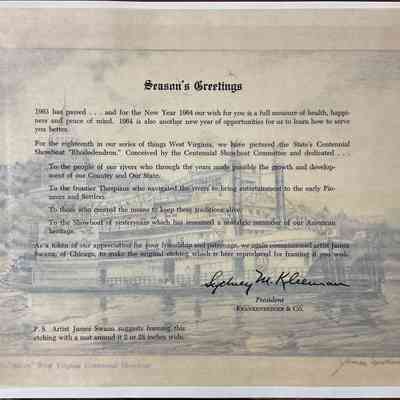 Season's Greetings
1963 has passed . . . and for the New Year 1964 our wish for you is a full measure of health, happi-
ness and peace of mind. 1964 is also another new year of opportunities for us to learn how to serve
you better.
For the eighteenth in our series of things West Virginia, we have pictured the State's Centennial
Showboat "Rhododendron." Conceived by the Centennial Showboat Committee and dedicated . . .
To the people of our rivers who through the years made possible the growth and develop-
ment of our Country and Our State.
To the frontier Thespians who navigated the rivers to bring entertainment to the early Pio-
neers and Settlers.
To those who created the means to keep these traditions alive.
To the Showboat of yesteryears which has remained a nostalgic reminder of our American
heritage.
As a token of our appreciation for your friendship and patronage, we again commissioned artist James
Swann, of Chicago, to make the original etching which is here reproduced for framing if you wish.
Sydney M. Kleeman
President
Krankenberger & Co.
P. S. Artist James Swann suggests framing this
etching with a mat around it 2 or 2½ inches wide.
West Virginia Centennial Showboat
James Swann